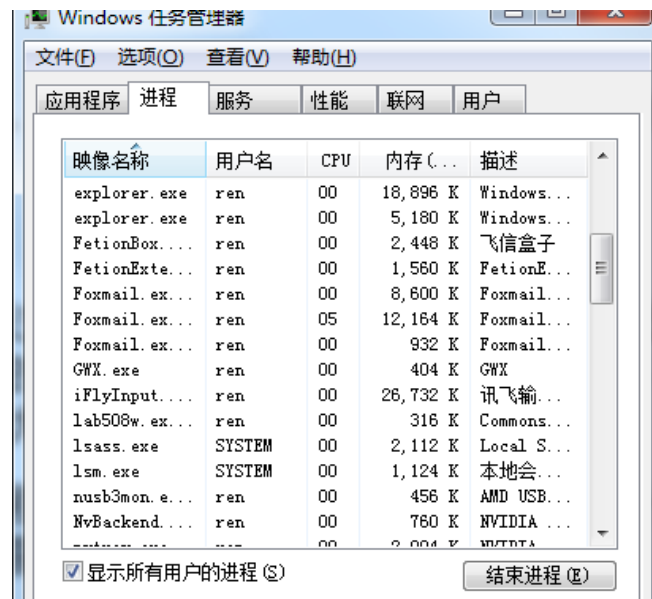 Windows 任务管理器
文件(F) 选项(O) 查看(V) 帮助(H)
应用程序 进程 服务 性能 联网 用户
映像名称 用户名 CPU 内存(... 描述
explorer.exe ren 00 18,896 K Windows...
explorer.exe ren 00 5,180 K Windows...
FetionBox.... ren 00 2,448 K 飞信盒子
FetionExte... ren 00 1,560 K FetionE...
Foxmail.ex... ren 00 8,600 K Foxmail...
Foxmail.ex... ren 05 12,164 K Foxmail...
Foxmail.ex... ren 00 932 K Foxmail...
GWX.exe ren 00 404 K GWX
iFlyInput.... ren 00 26,732 K 讯飞输...
lab508w.ex... ren 00 316 K Commons...
lsass.exe SYSTEM 00 2,112 K Local S...
lsm.exe SYSTEM 00 1,124 K 本地会...
nusb3mon.e... ren 00 456 K AMD USB...
NvBackend.... ren 00 760 K NVIDIA ...
显示所有用户的进程(S) 结束进程(E)